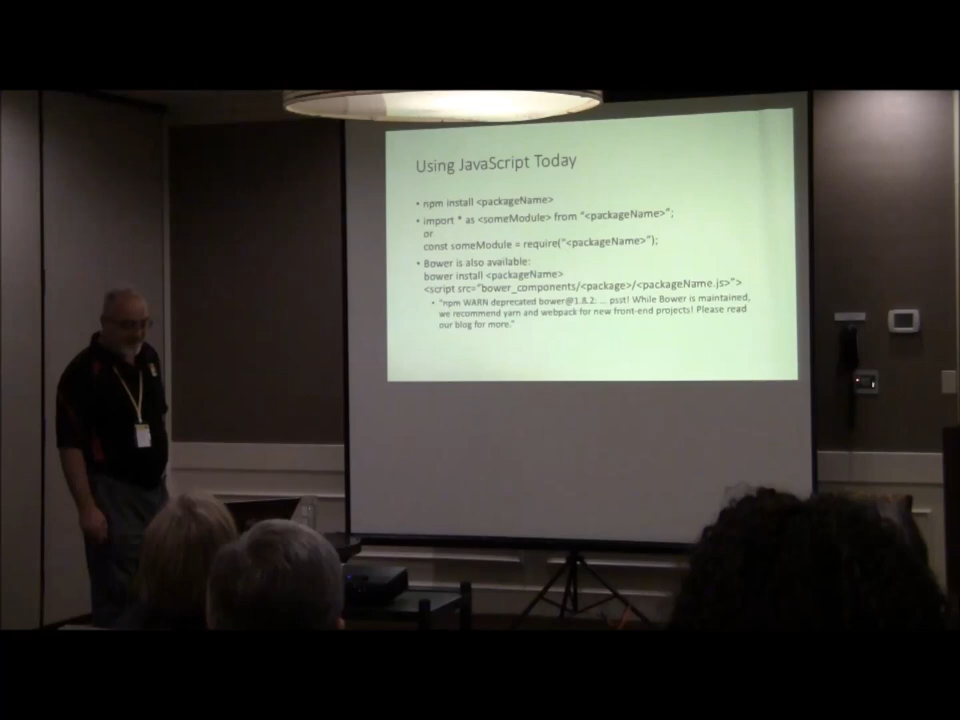 Using JavaScript Today
• npm install <packageName>
• import * as <someModule> from "<packageName>";
or
const someModule = require("<packageName>");
• Bower is also available:
bower install <packageName>
<script src="bower_components/<package>/<packageName.js>">
• "npm WARN deprecated bower@1.8.2: ... psst! While Bower is maintained,
we recommend yarn and webpack for new front-end projects! Please read
our blog for more."